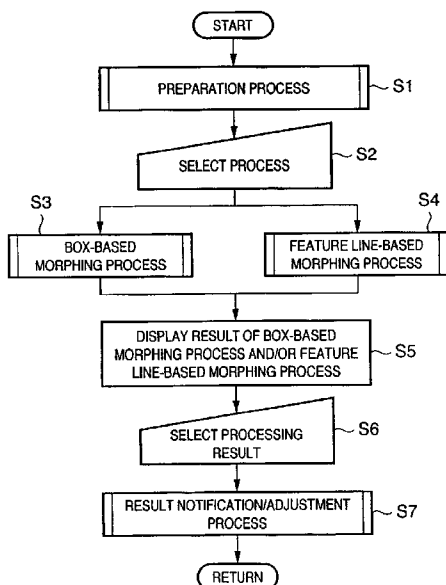 START
PREPARATION PROCESS
S1
SELECT PROCESS
S2
S3
S4
BOX-BASED
MORPHING PROCESS
FEATURE LINE-BASED
MORPHING PROCESS
DISPLAY RESULT OF BOX-BASED
MORPHING PROCESS AND/OR FEATURE
LINE-BASED MORPHING PROCESS
S5
SELECT PROCESSING
RESULT
S6
RESULT NOTIFICATION/ADJUSTMENT
PROCESS
S7
RETURN